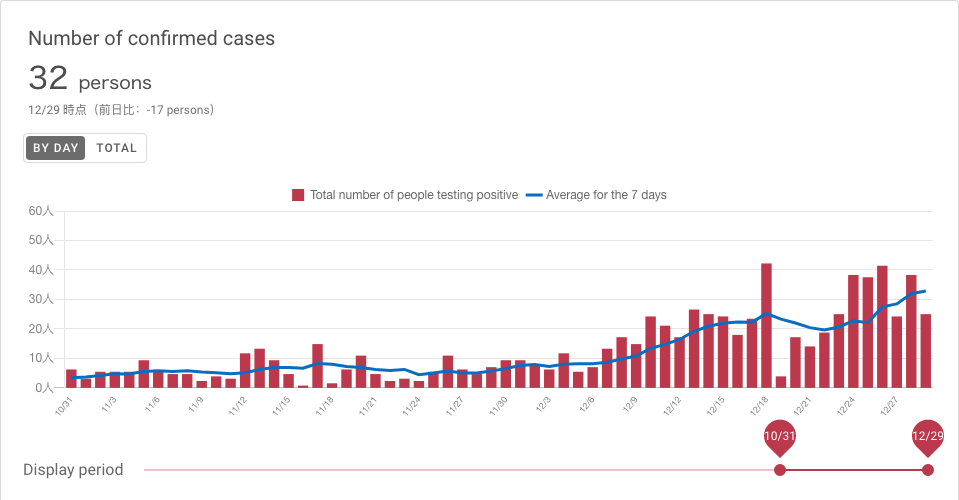 Number of confirmed cases
32 persons
12/29 時点（前日比： -17 persons）
BY DAY TOTAL
Total number of people testing positive Average for the 7 days
60人
50人
40人
30人
20人
10人
0人
10/31 11/3 11/6 11/9 11/12 11/15 11/18 11/21 11/24 11/27 11/30 12/3 12/6 12/9 12/12 12/15 12/18 12/21 12/24 12/27
10/31 12/29
Display period